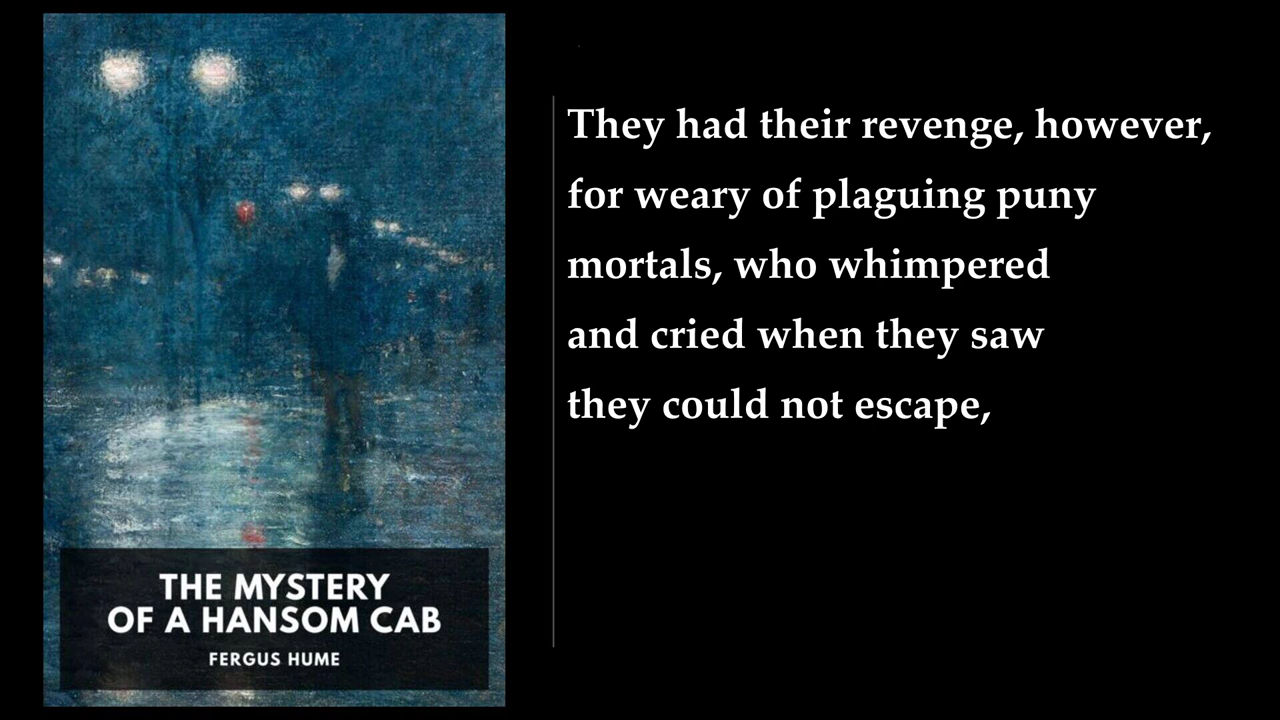 They had their revenge, however,
for weary of plaguing puny
mortals, who whimpered
and cried when they saw
they could not escape,
THE MYSTERY
OF A HANSOM CAB
FERGUS HUME